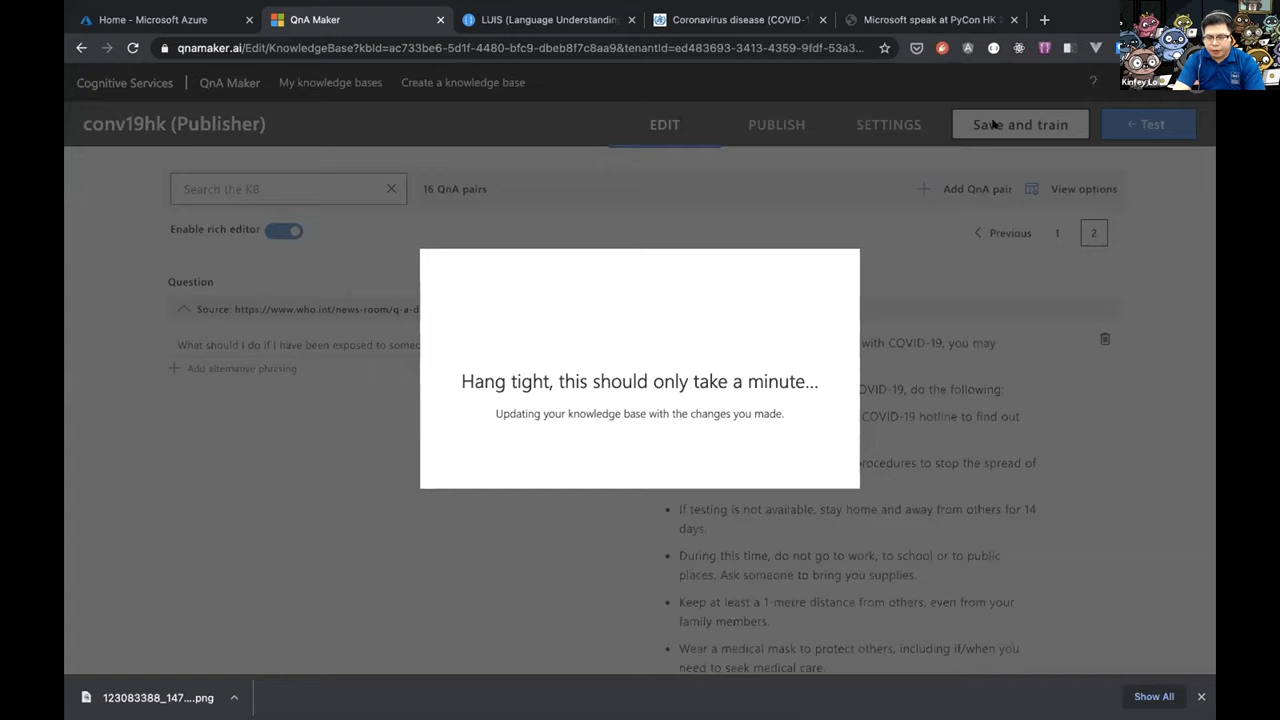 Home - Microsoft Azure
QnA Maker
LUIS (Language Understanding
Coronavirus disease (COVID-1
Microsoft speak at PyCon HK 2
qnamaker.ai/Edit/KnowledgeBase?kbId=ac733be6-5d1f-4480-bfc9-dbeb8f7c8aa9&tenantId=ed483693-3413-4359-9fdf-53a3...
Kinfey Lo
Cognitive Services | QnA Maker My knowledge bases Create a knowledge base ?
conv19hk (Publisher)
EDIT PUBLISH SETTINGS Save and train ← Test
Search the KB
16 QnA pairs
Add QnA pair View options
Enable rich editor
Previous 1 2
Question
Source: https://www.who.int/news-room/q-a-d
What should I do if I have been exposed to someo
Add alternative phrasing
with COVID-19, you may
OVID-19, do the following:
COVID-19 hotline to find out
rocedures to stop the spread of
If testing is not available, stay home and away from others for 14
days.
During this time, do not go to work, to school or to public
places. Ask someone to bring you supplies.
Keep at least a 1-metre distance from others, even from your
family members.
Wear a medical mask to protect others, including if/when you
need to seek medical care.
Hang tight, this should only take a minute...
Updating your knowledge base with the changes you made.
123083388_147....png
Show All